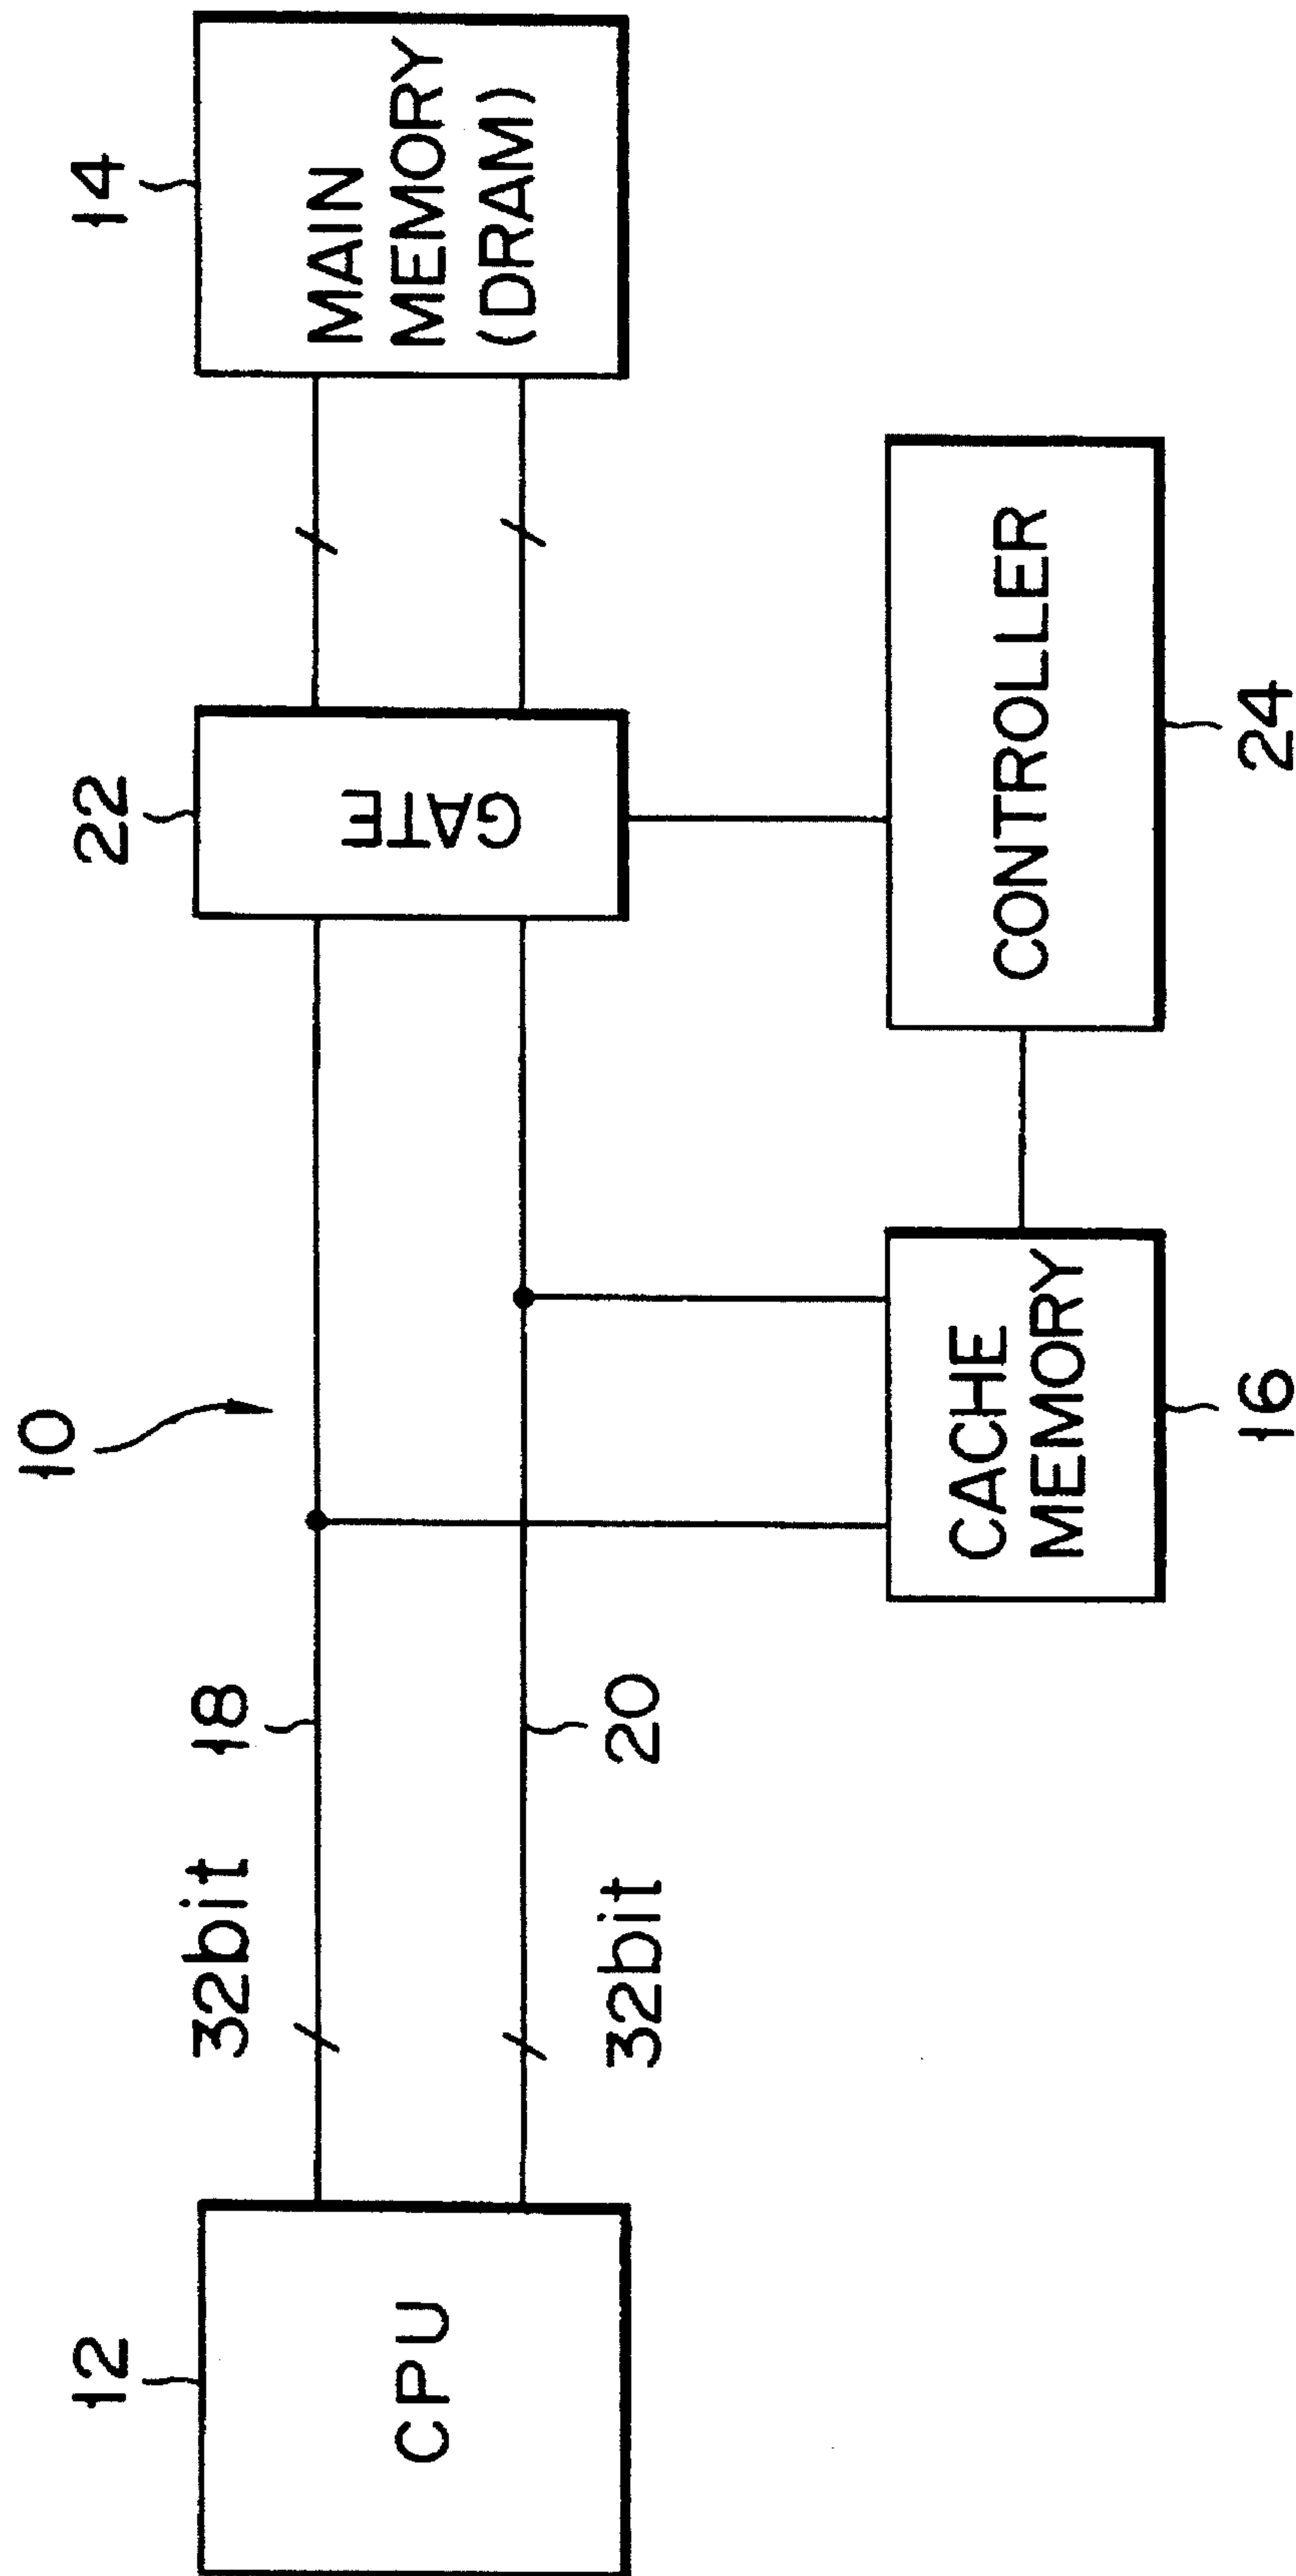 10
12
CPU
32bit
18
32bit
20
22
GATE
14
MAIN
MEMORY
(DRAM)
CACHE
MEMORY
16
CONTROLLER
24